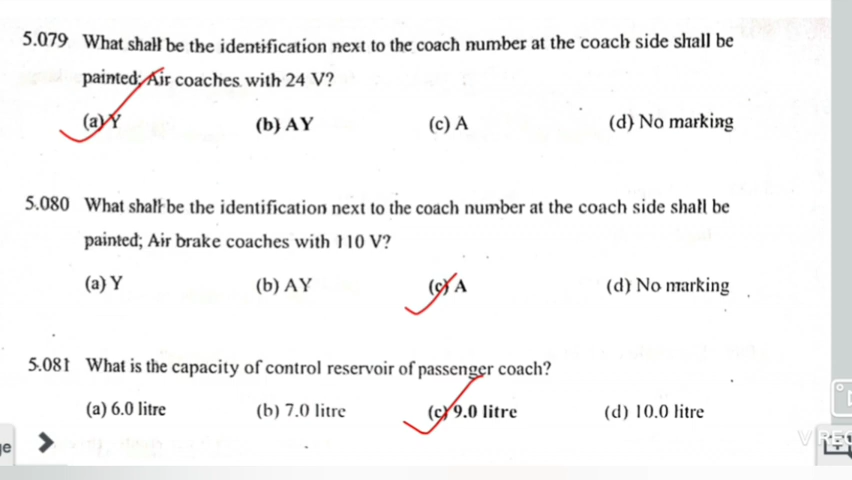 5.079 What shall be the identification next to the coach number at the coach side shall be
painted; Air coaches with 24 V?
(a) Y (b) AY (c) A (d) No marking
5.080 What shall be the identification next to the coach number at the coach side shall be
painted; Air brake coaches with 110 V?
(a) Y (b) AY (c) A (d) No marking
5.081 What is the capacity of control reservoir of passenger coach?
(a) 6.0 litre (b) 7.0 litre (c) 9.0 litre (d) 10.0 litre